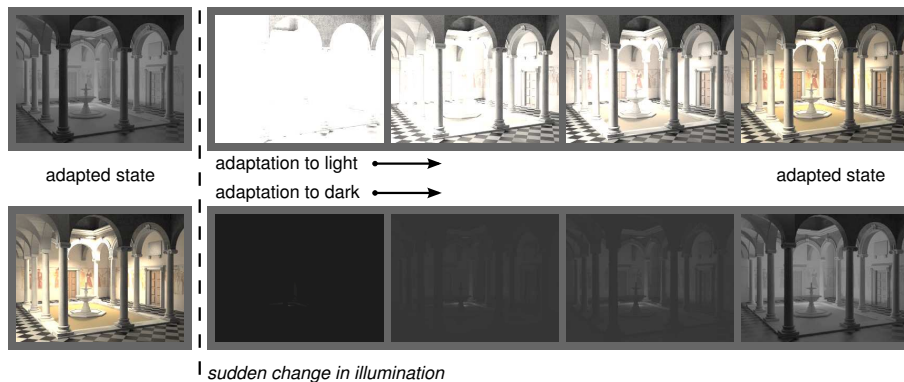 adaptation to light
adapted state
adapted state
adaptation to dark
sudden change in illumination